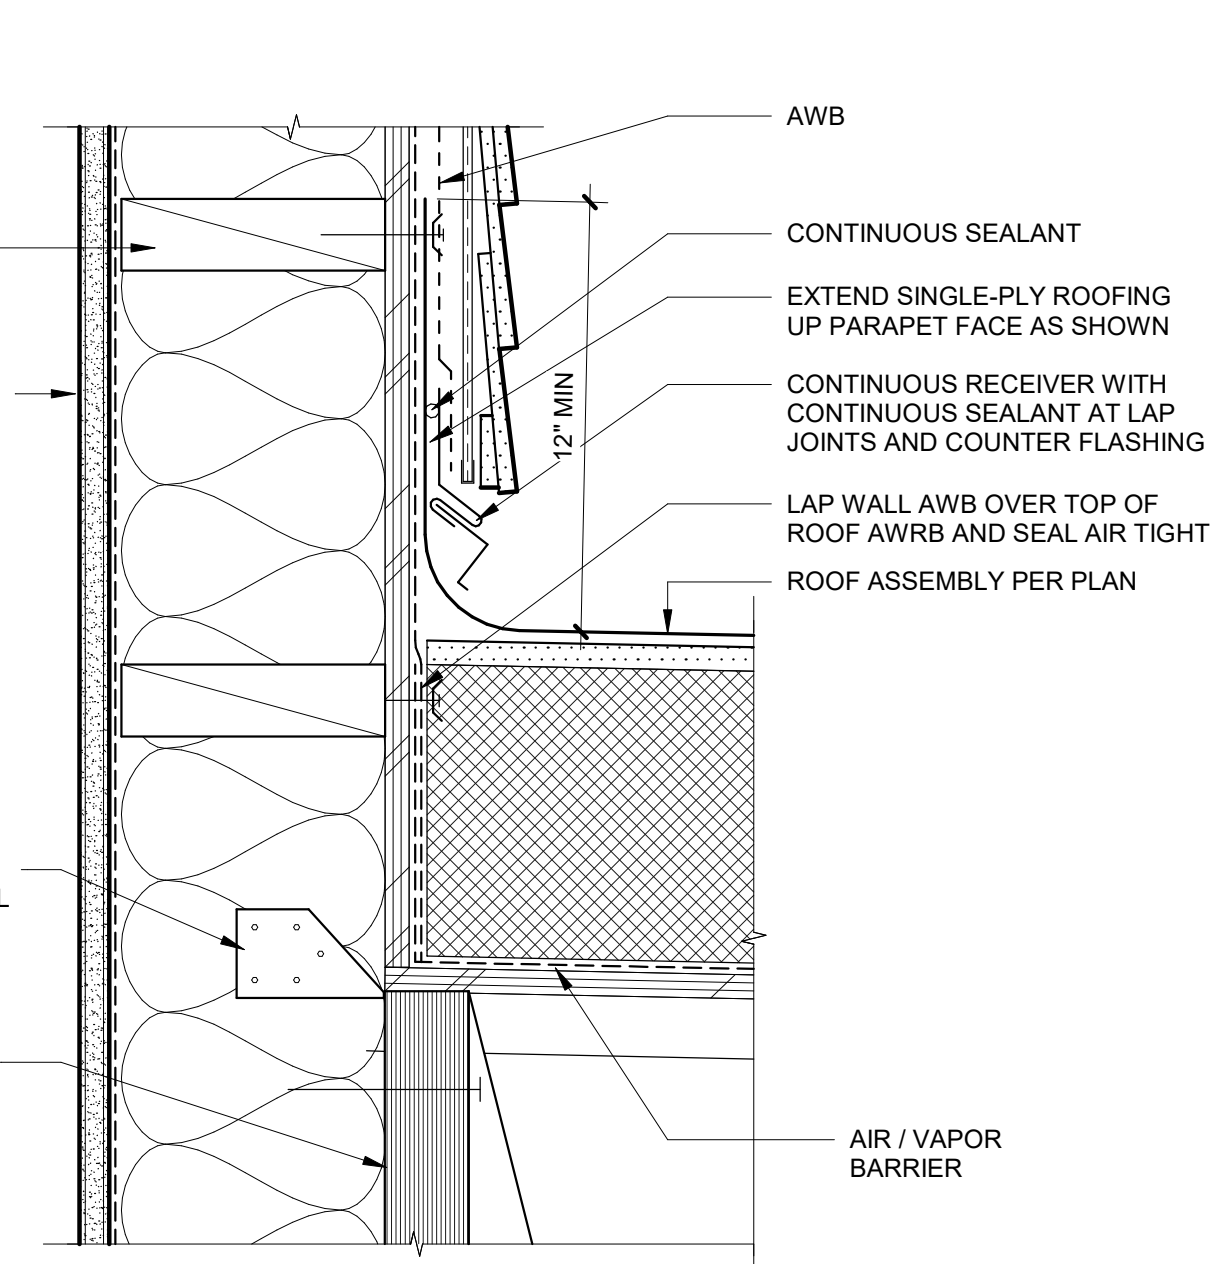 AWB
CONTINUOUS SEALANT
EXTEND SINGLE-PLY ROOFING
UP PARAPET FACE AS SHOWN
CONTINUOUS RECEIVER WITH
CONTINUOUS SEALANT AT LAP
JOINTS AND COUNTER FLASHING
12" MIN
LAP WALL AWB OVER TOP OF
ROOF AWRB AND SEAL AIR TIGHT
ROOF ASSEMBLY PER PLAN
AIR / VAPOR
BARRIER